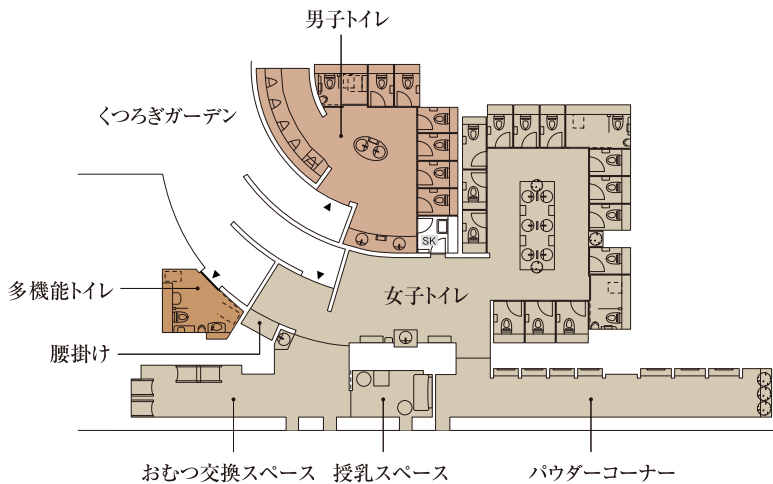 男子トイレ
くつろぎガーデン
SK
多機能トイレ
女子トイレ
腰掛け
おむつ交換スペース
授乳スペース
パウダーコーナー